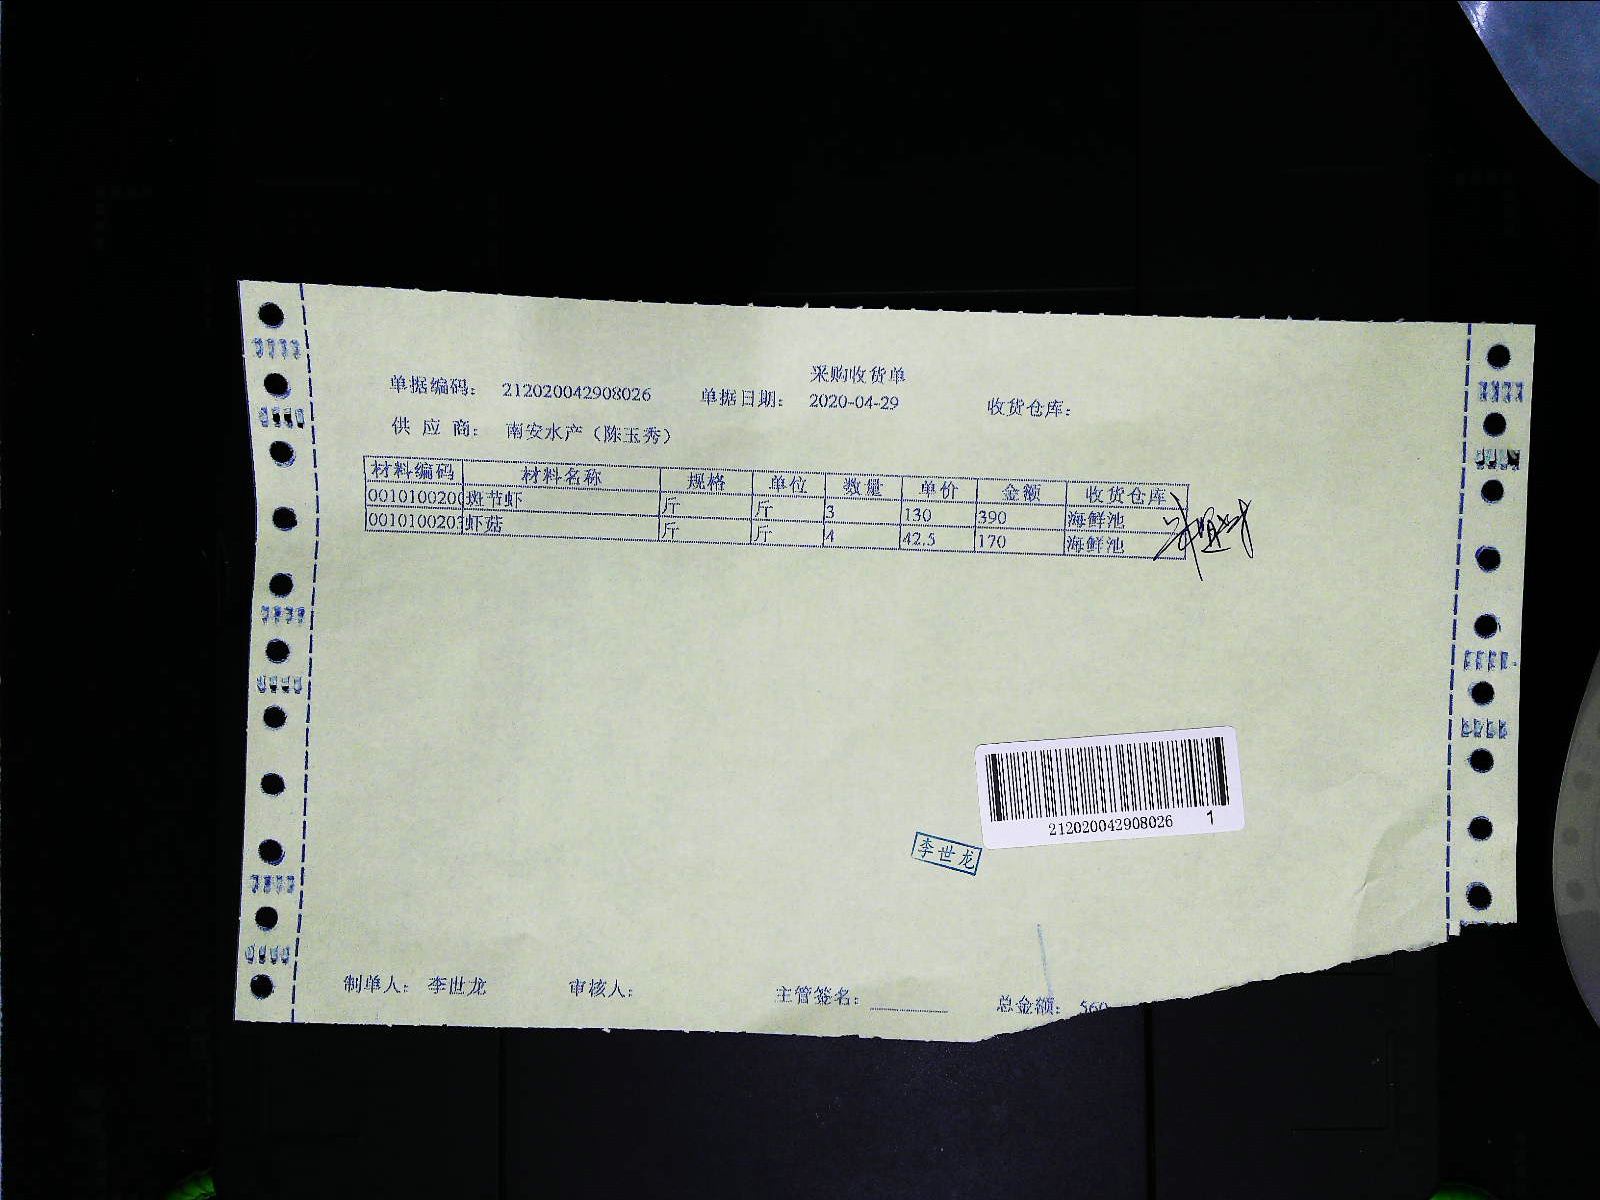 采购收货单
单据编码： 212020042908026 单据日期： 2020-04-29 收货仓库：
供 应 商： 南安水产（陈玉秀）
材料编码 材料名称 规格 单位 数量 单价 金额 收货仓库
0010100200 斑节虾 斤 斤 3 130 390 海鲜池
0010100203 虾菇 斤 斤 4 42.5 170 海鲜池
212020042908026 1
李世龙
制单人： 李世龙 审核人： 主管签名： 总金额： 560